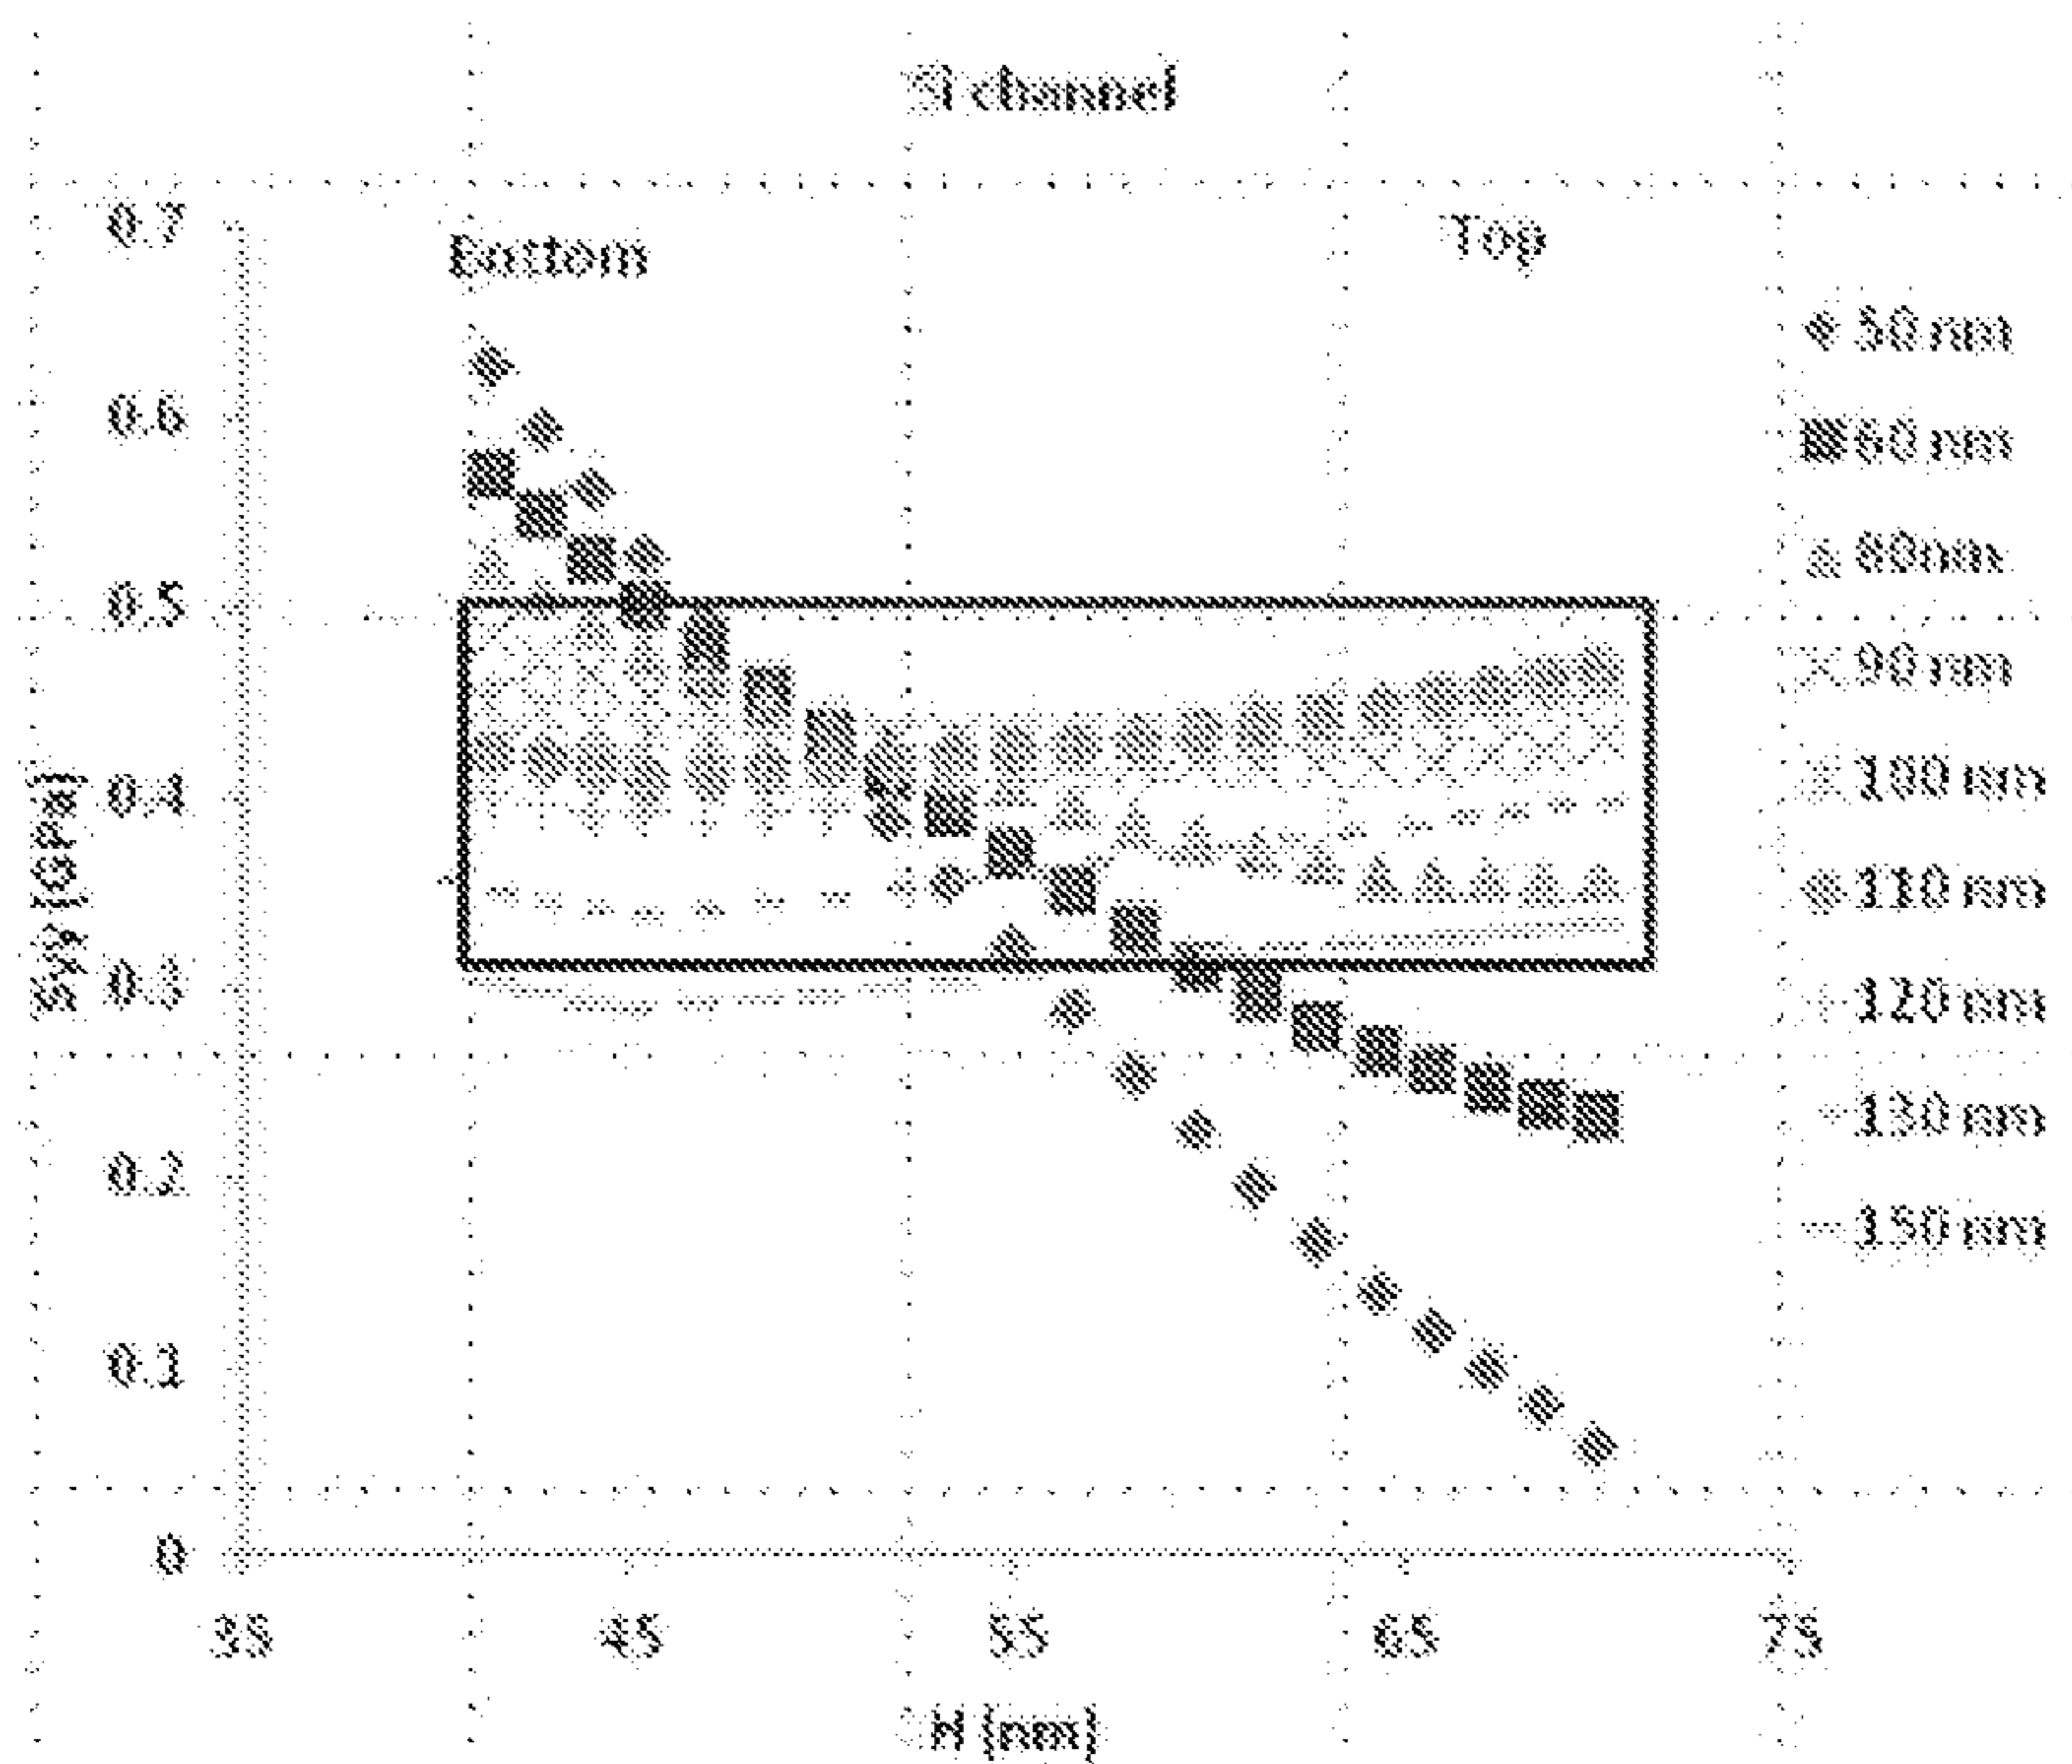 Si channel
0.7
Bottom
Top
0.6
0.5
0.4
0.3
0.2
0.1
0
Syy [GPa]
35
45
55
65
75
H [nm]
50 nm
60 nm
80nm
90 nm
100 nm
110 nm
120 nm
130 nm
150 nm